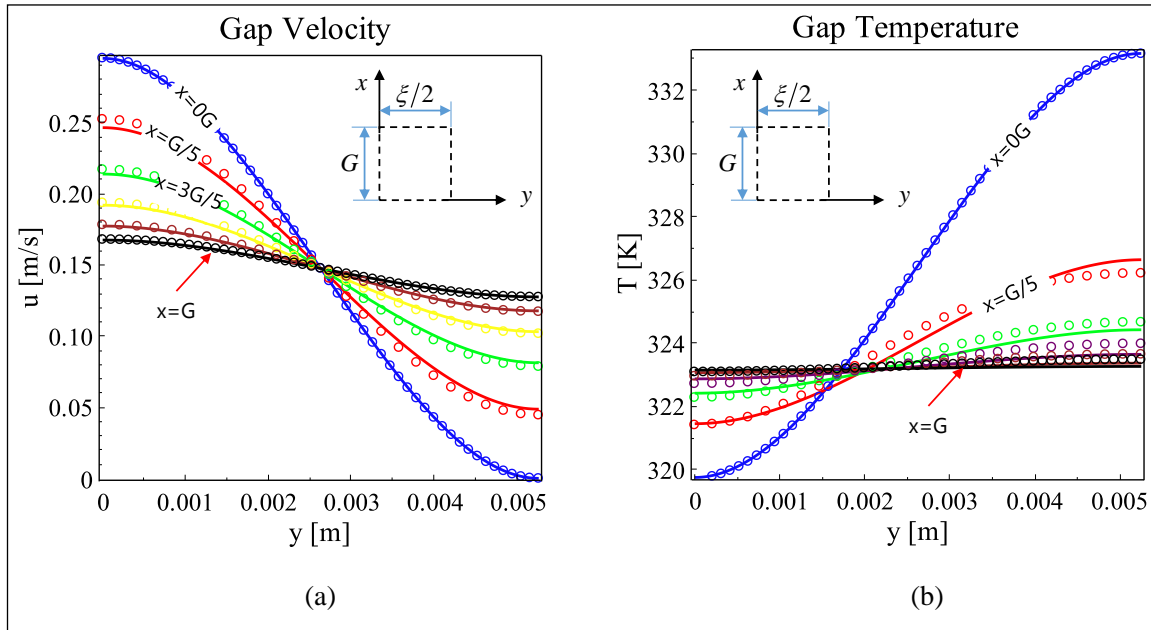 Gap Velocity
u [m/s]
0.25
0.20
0.15
0.10
0.05
0
0 0.001 0.002 0.003 0.004 0.005
y [m]
x=0G
x=G/5
x=3G/5
x=G
x
ξ/2
G
y
(a)
Gap Temperature
T [K]
332
330
328
326
324
322
320
0 0.001 0.002 0.003 0.004 0.005
y [m]
x=0G
x=G/5
x=G
x
ξ/2
G
y
(b)